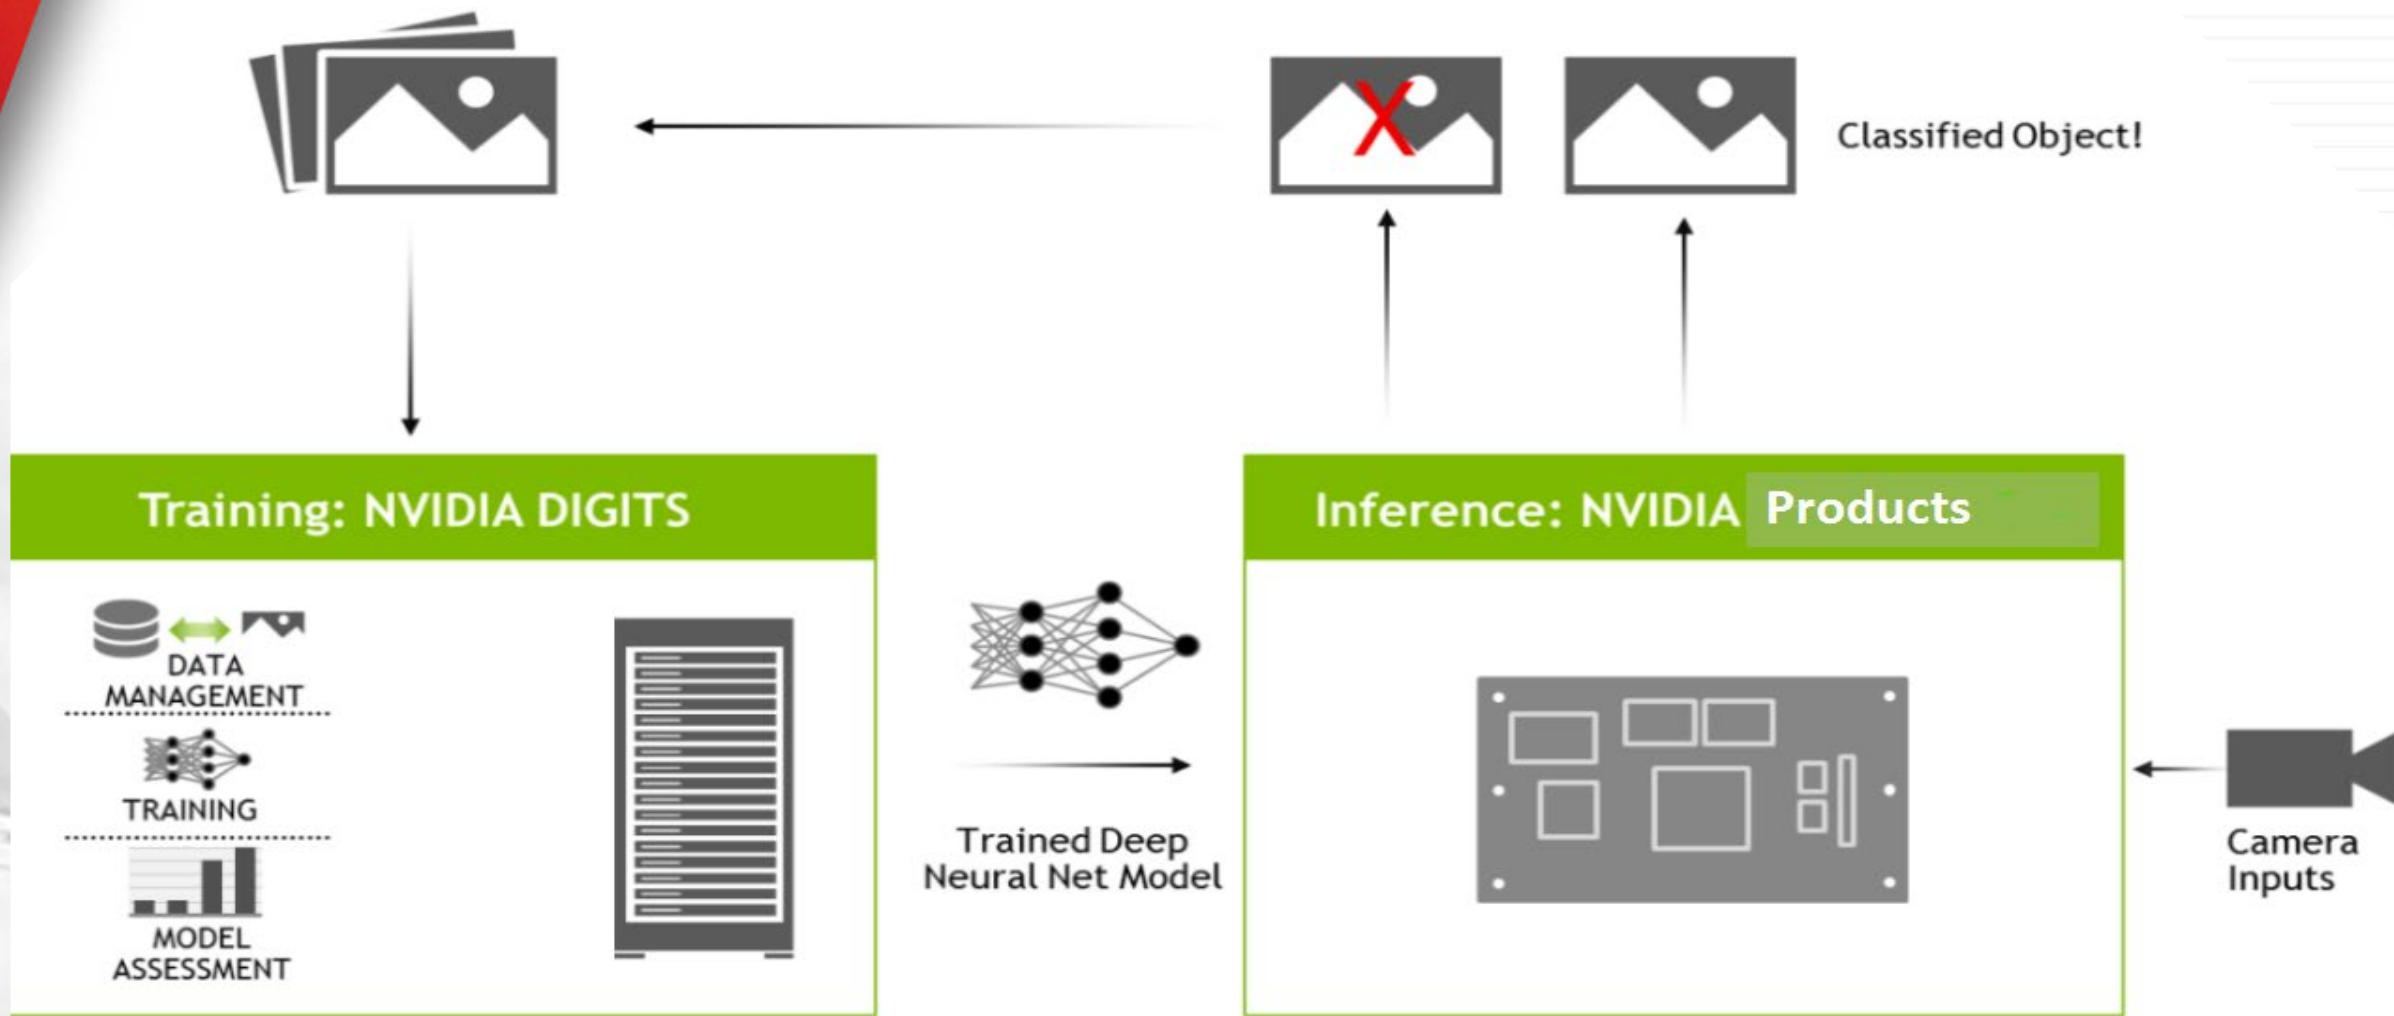 Classified Object!
Training: NVIDIA DIGITS
Inference: NVIDIA Products
DATA
MANAGEMENT
TRAINING
MODEL
ASSESSMENT
Trained Deep
Neural Net Model
Camera
Inputs
X